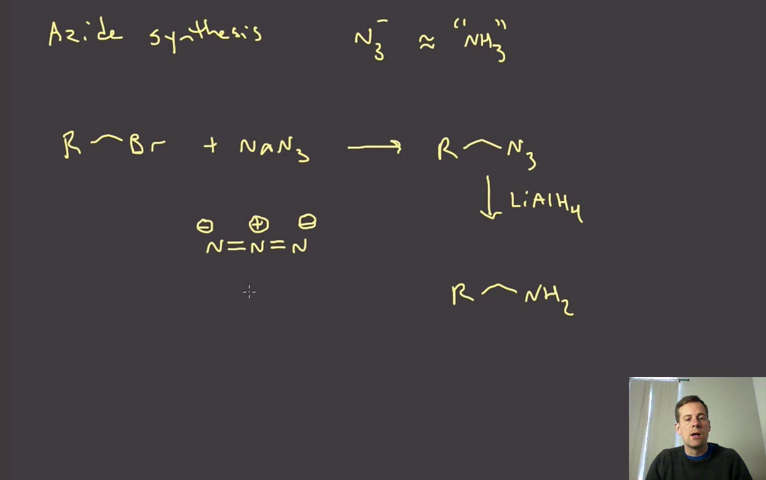 Azide synthesis N3⁻ ≈ "NH3"
R Br + NaN3 → R N3
LiAlH4
⊖ ⊕ ⊖
N=N=N
R NH2